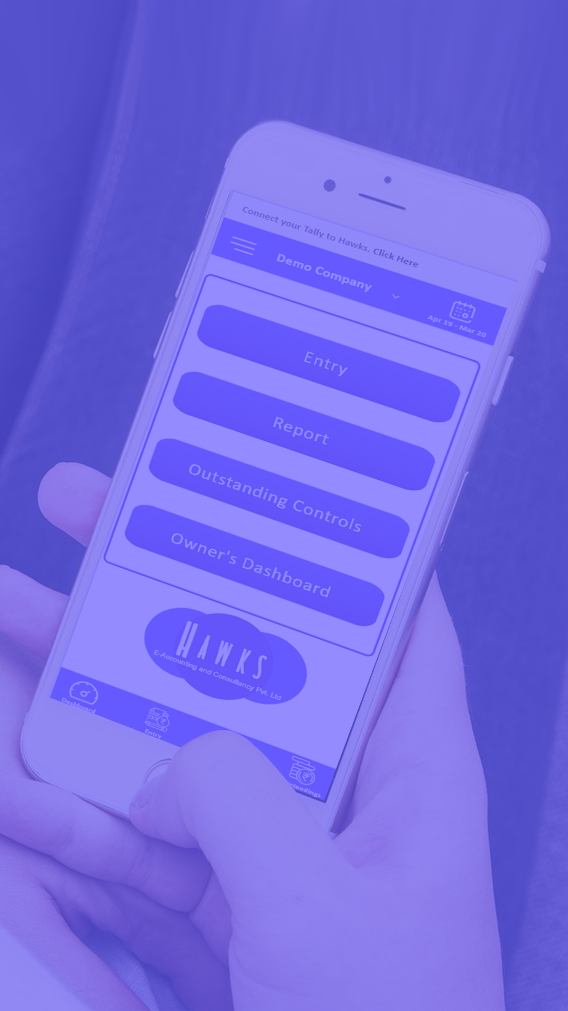 Connect your Tally to Hawks. Click Here
Demo Company
Apr 19 - Mar 20
Entry
Report
Outstanding Controls
Owner's Dashboard
HAWKS
E-Accounting and Consultancy Pvt. Ltd
Dashboard
Entry